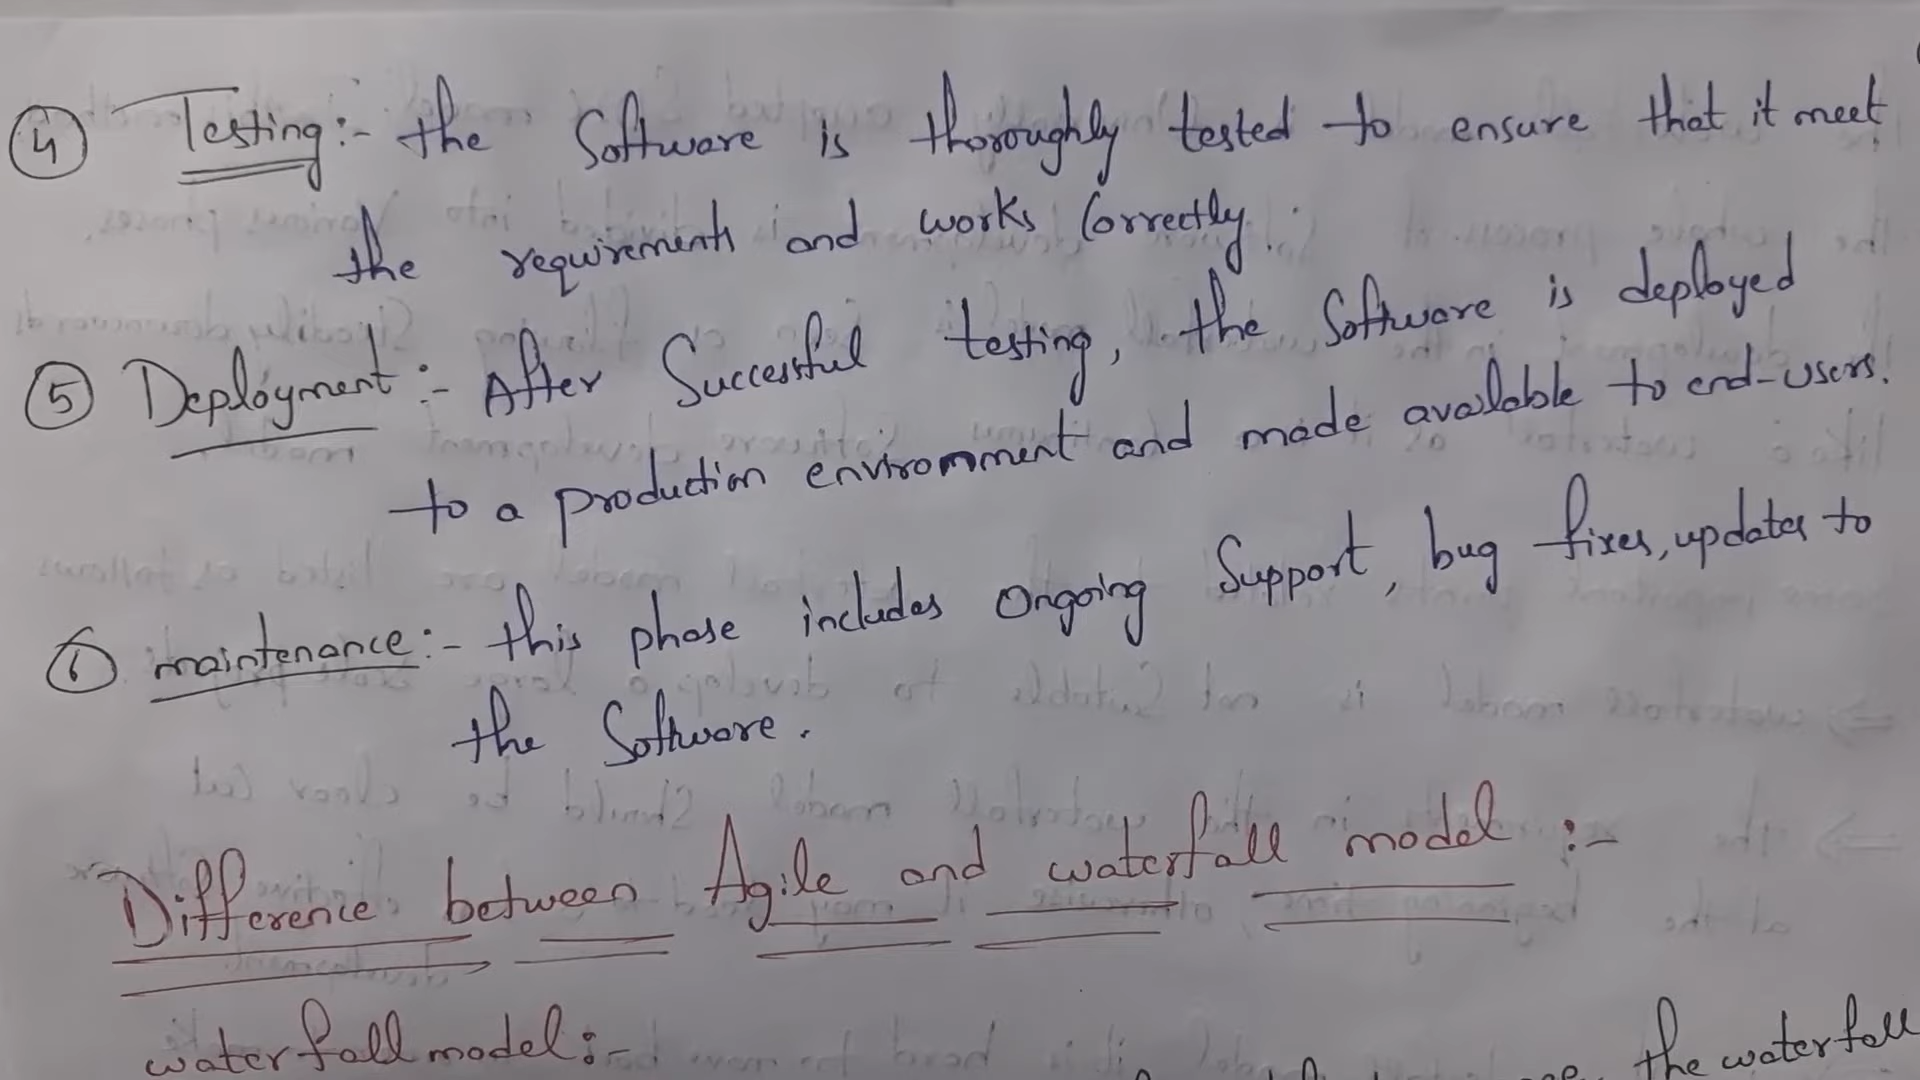 ④ Testing:- the Software is thoroughly tested to ensure that it meet
the requirements and works Correctly.
⑤ Deployment:- After Successful testing, the Software is deployed
to a production environment and made available to end-users.
⑥ maintenance:- this phase includes Ongoing Support, bug fixes, updates to
the Software.
Difference between Agile and waterfall model :-
waterfall model:-
the waterfall